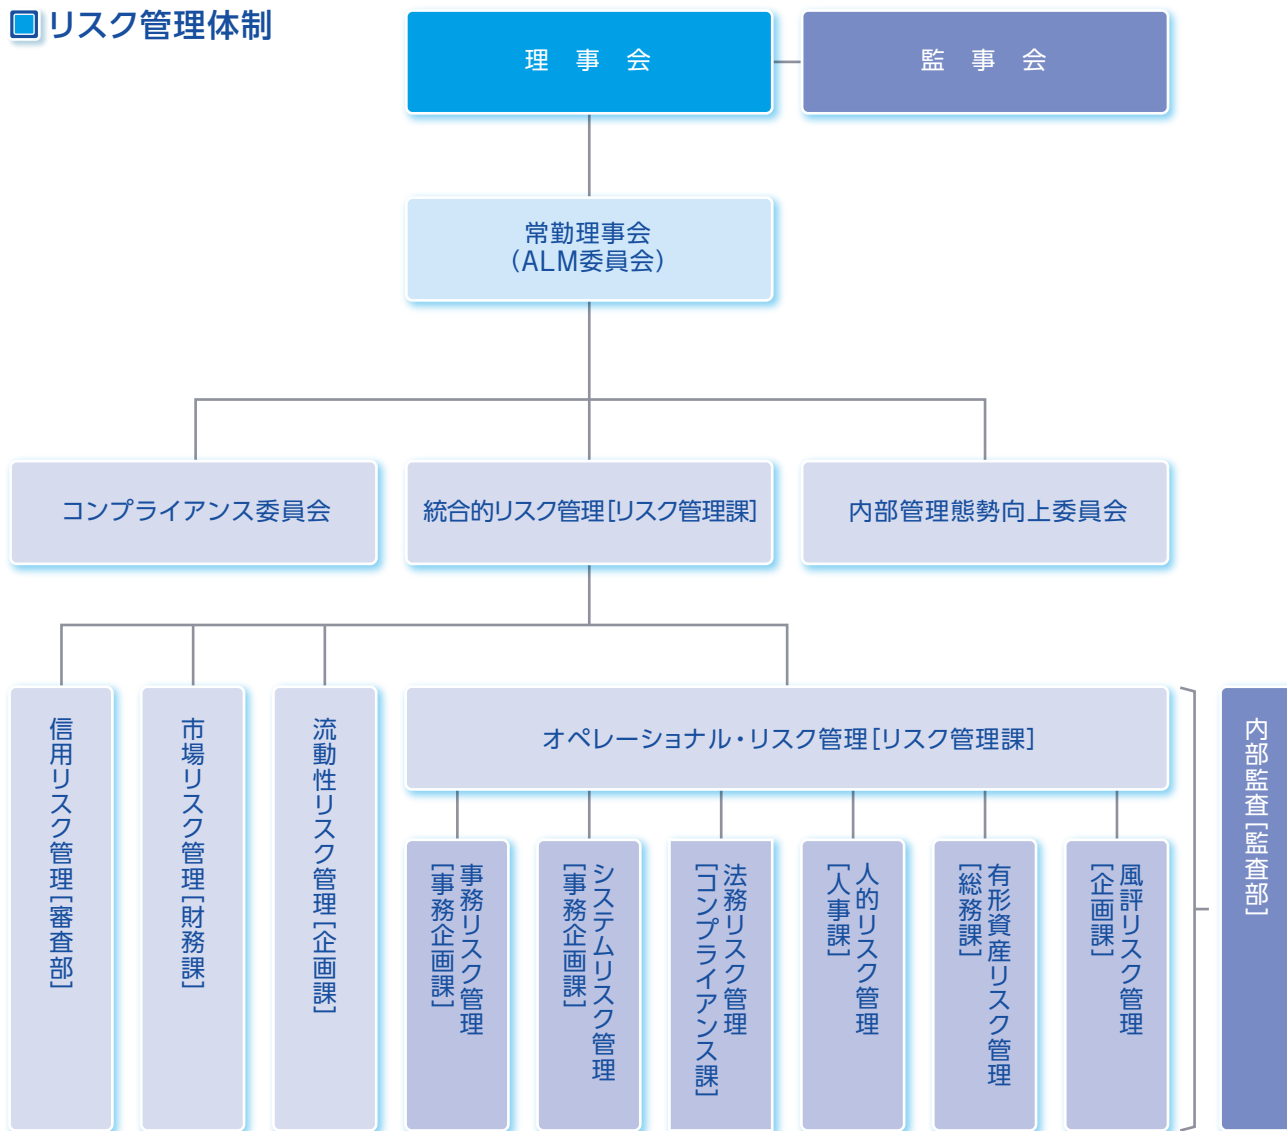 リスク管理体制
理　事　会
監　事　会
常勤理事会
（ALM委員会）
コンプライアンス委員会
統合的リスク管理[リスク管理課]
内部管理態勢向上委員会
信用リスク管理[審査部]
市場リスク管理[財務課]
流動性リスク管理[企画課]
オペレーショナル・リスク管理[リスク管理課]
事務リスク管理
[事務企画課]
システムリスク管理
[事務企画課]
法務リスク管理
[コンプライアンス課]
人的リスク管理
[人事課]
有形資産リスク管理
[総務課]
風評リスク管理
[企画課]
内部監査[監査部]